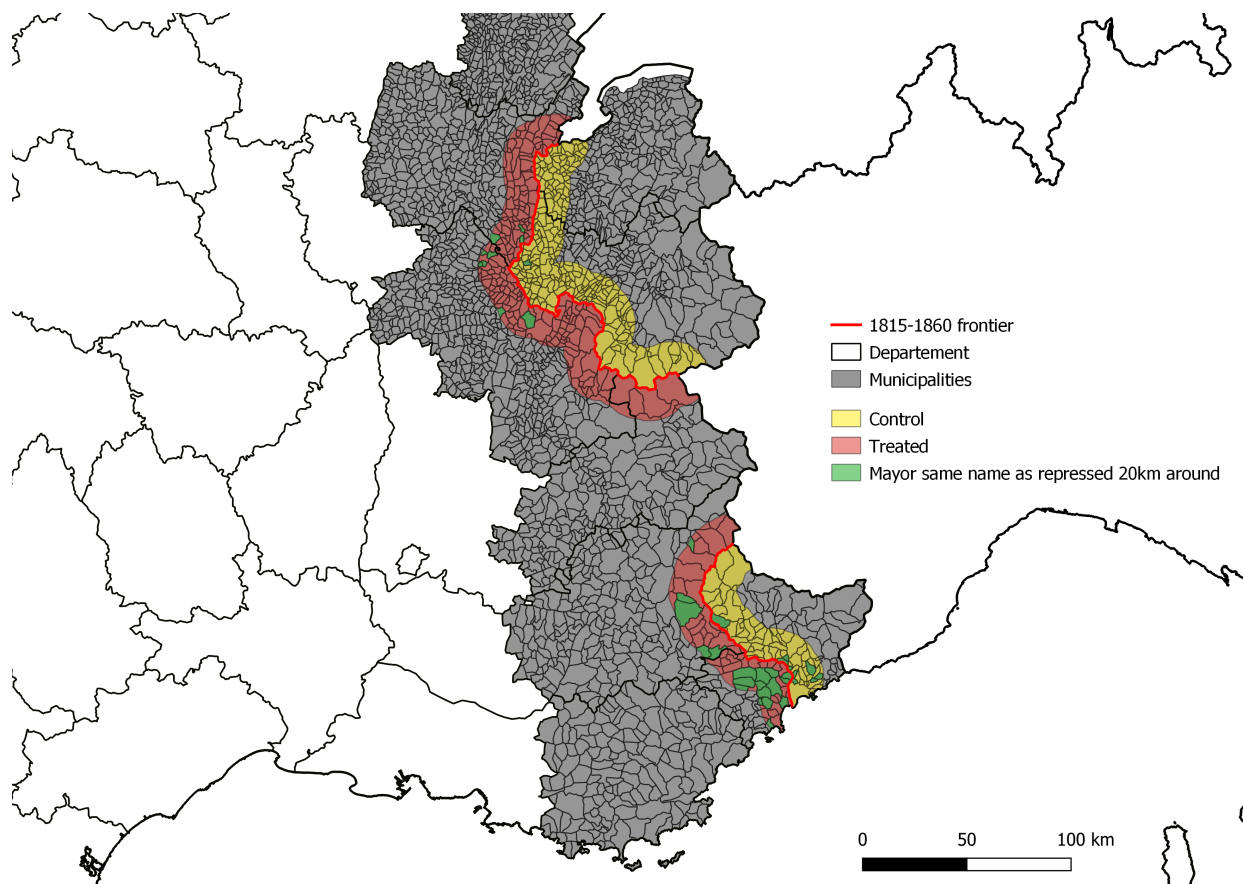 1815-1860 frontier
Departement
Municipalities
Control
Treated
Mayor same name as repressed 20km around
0 50 100 km